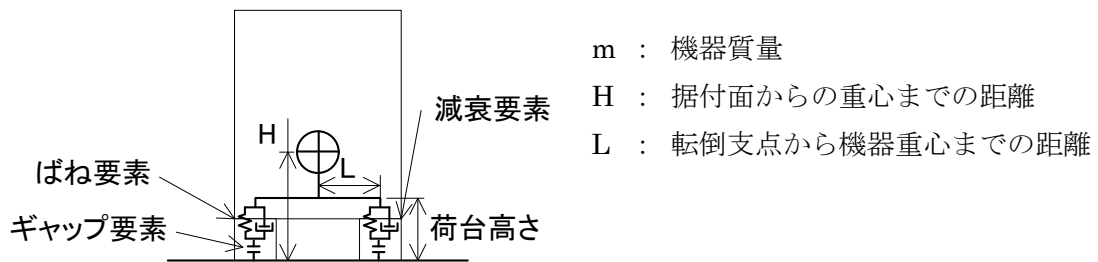 m : 機器質量
H : 据付面からの重心までの距離
L : 転倒支点から機器重心までの距離
H
L
減衰要素
ばね要素
ギャップ要素
荷台高さ